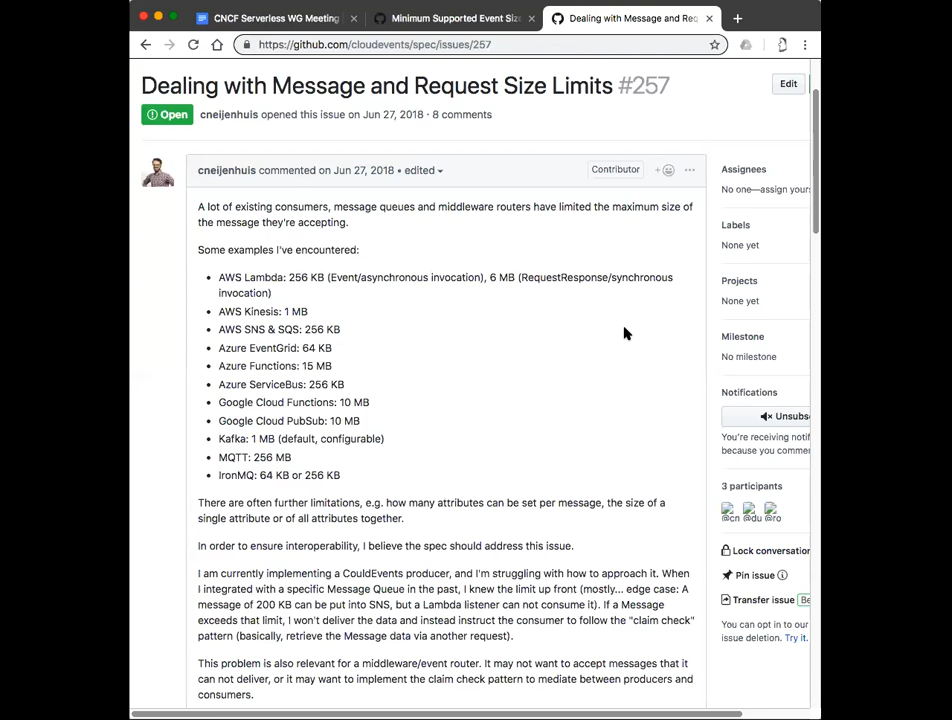 CNCF Serverless WG Meeting
Minimum Supported Event Siz
Dealing with Message and Req
https://github.com/cloudevents/spec/issues/257
Dealing with Message and Request Size Limits #257
Edit
Open
cneijenhuis opened this issue on Jun 27, 2018 · 8 comments
cneijenhuis commented on Jun 27, 2018 • edited
Contributor
A lot of existing consumers, message queues and middleware routers have limited the maximum size of
the message they're accepting.
Some examples I've encountered:
• AWS Lambda: 256 KB (Event/asynchronous invocation), 6 MB (RequestResponse/synchronous
invocation)
• AWS Kinesis: 1 MB
• AWS SNS & SQS: 256 KB
• Azure EventGrid: 64 KB
• Azure Functions: 15 MB
• Azure ServiceBus: 256 KB
• Google Cloud Functions: 10 MB
• Google Cloud PubSub: 10 MB
• Kafka: 1 MB (default, configurable)
• MQTT: 256 MB
• IronMQ: 64 KB or 256 KB
There are often further limitations, e.g. how many attributes can be set per message, the size of a
single attribute or of all attributes together.
In order to ensure interoperability, I believe the spec should address this issue.
I am currently implementing a CouldEvents producer, and I'm struggling with how to approach it. When
I integrated with a specific Message Queue in the past, I knew the limit up front (mostly... edge case: A
message of 200 KB can be put into SNS, but a Lambda listener can not consume it). If a Message
exceeds that limit, I won't deliver the data and instead instruct the consumer to follow the "claim check"
pattern (basically, retrieve the Message data via another request).
This problem is also relevant for a middleware/event router. It may not want to accept messages that it
can not deliver, or it may want to implement the claim check pattern to mediate between producers and
consumers.
Assignees
No one—assign yours
Labels
None yet
Projects
None yet
Milestone
No milestone
Notifications
Unsubs
You're receiving notif
because you commen
3 participants
@cn @du @ro
Lock conversation
Pin issue
Transfer issue Be
You can opt in to our
issue deletion. Try it.